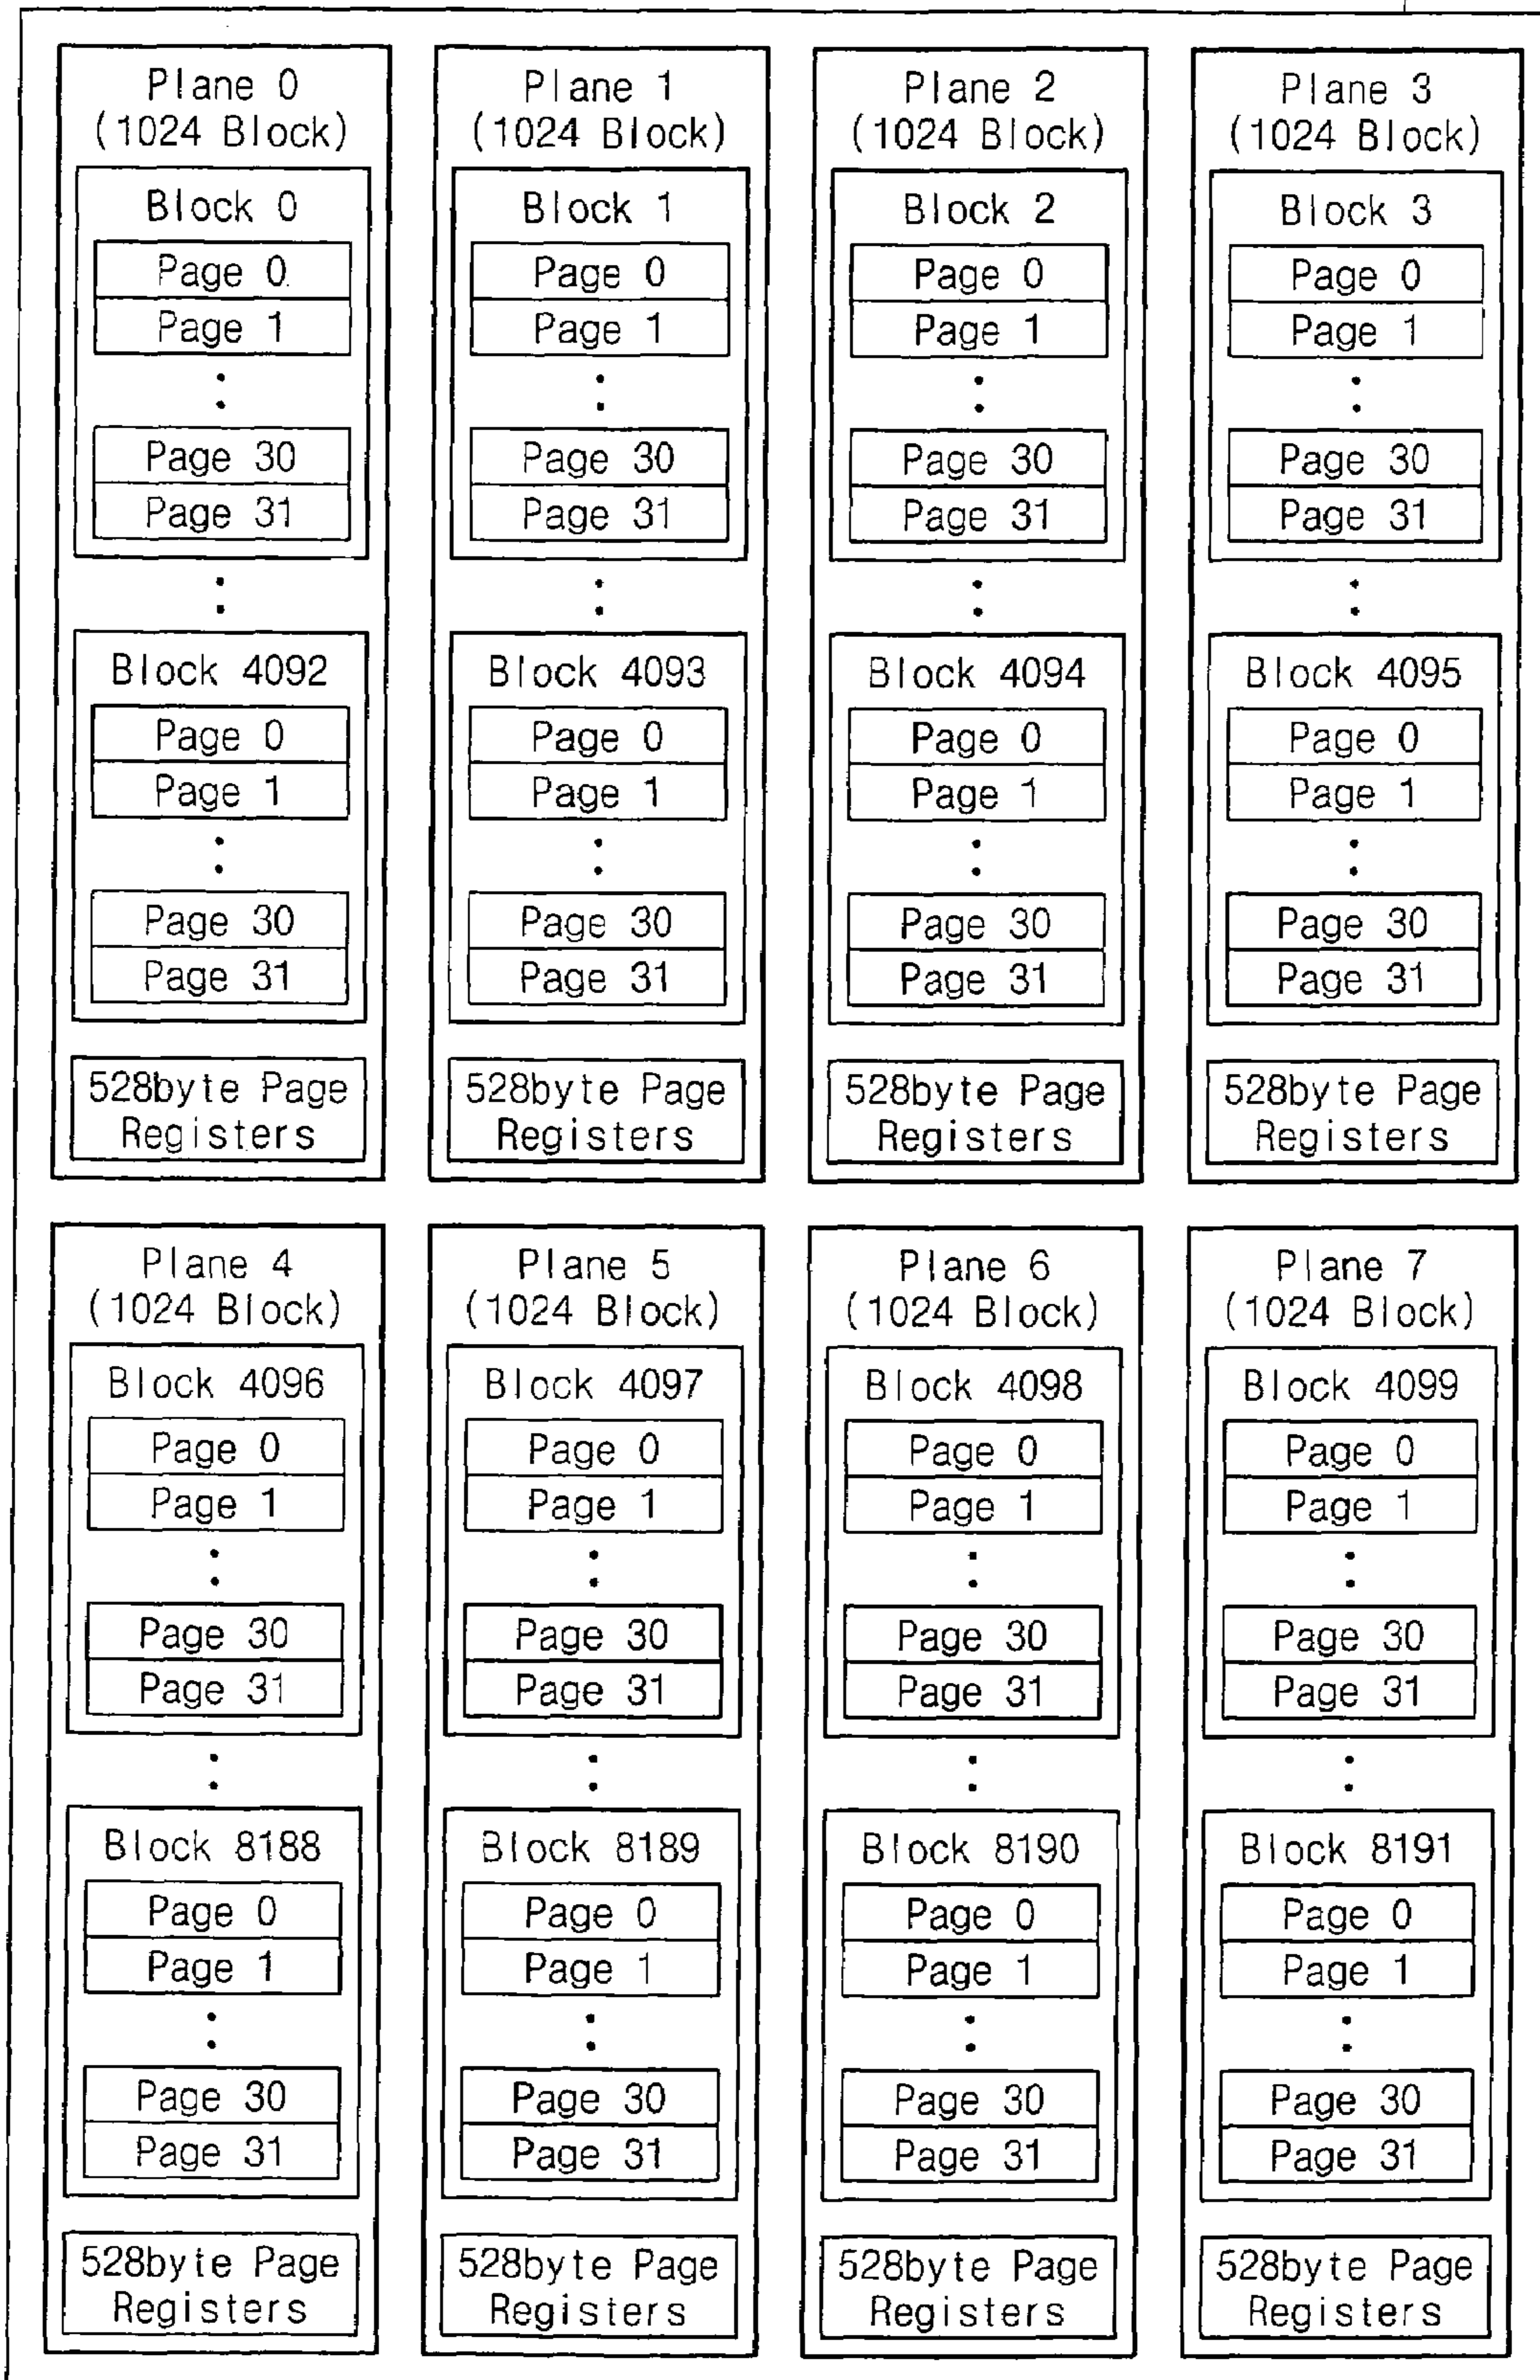 Plane 0
(1024 Block)
Block 0
Page 0
Page 1
Page 30
Page 31
Block 4092
Page 0
Page 1
Page 30
Page 31
528byte Page
Registers
Plane 1
(1024 Block)
Block 1
Page 0
Page 1
Page 30
Page 31
Block 4093
Page 0
Page 1
Page 30
Page 31
528byte Page
Registers
Plane 2
(1024 Block)
Block 2
Page 0
Page 1
Page 30
Page 31
Block 4094
Page 0
Page 1
Page 30
Page 31
528byte Page
Registers
Plane 3
(1024 Block)
Block 3
Page 0
Page 1
Page 30
Page 31
Block 4095
Page 0
Page 1
Page 30
Page 31
528byte Page
Registers
Plane 4
(1024 Block)
Block 4096
Page 0
Page 1
Page 30
Page 31
Block 8188
Page 0
Page 1
Page 30
Page 31
528byte Page
Registers
Plane 5
(1024 Block)
Block 4097
Page 0
Page 1
Page 30
Page 31
Block 8189
Page 0
Page 1
Page 30
Page 31
528byte Page
Registers
Plane 6
(1024 Block)
Block 4098
Page 0
Page 1
Page 30
Page 31
Block 8190
Page 0
Page 1
Page 30
Page 31
528byte Page
Registers
Plane 7
(1024 Block)
Block 4099
Page 0
Page 1
Page 30
Page 31
Block 8191
Page 0
Page 1
Page 30
Page 31
528byte Page
Registers